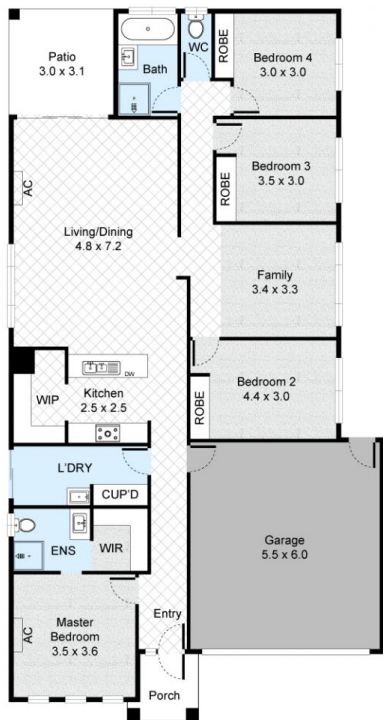 Patio
3.0 x 3.1
Bath
WC
ROBE
Bedroom 4
3.0 x 3.0
Bedroom 3
3.5 x 3.0
ROBE
AC
Living/Dining
4.8 x 7.2
Family
3.4 x 3.3
DW
Kitchen
2.5 x 2.5
WIP
Bedroom 2
4.4 x 3.0
ROBE
L'DRY
CUP'D
ENS
WIR
Garage
5.5 x 6.0
Entry
AC
Master
Bedroom
3.5 x 3.6
Porch